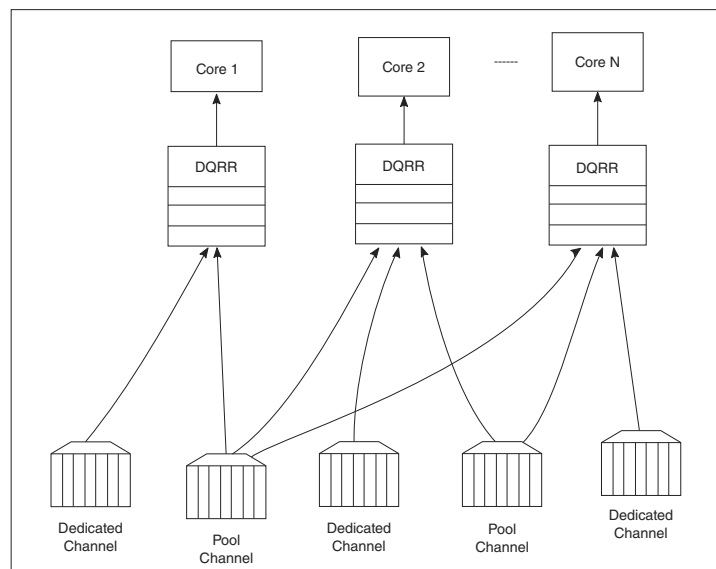 Core 1
Core 2
------
Core N
DQRR
DQRR
DQRR
Dedicated
Channel
Pool
Channel
Dedicated
Channel
Pool
Channel
Dedicated
Channel